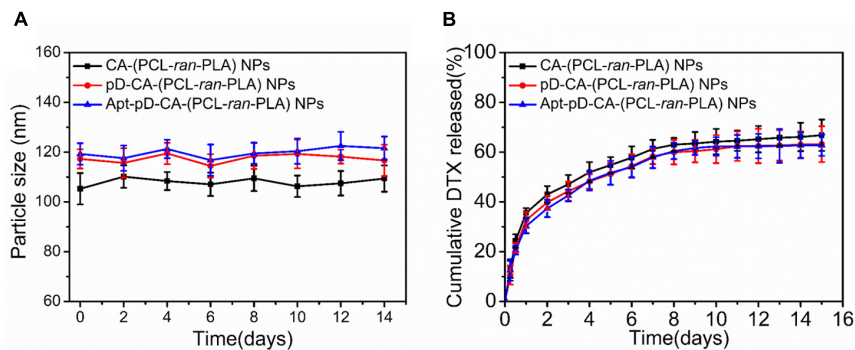 A
160
140
120
100
80
60
Particle size (nm)
CA-(PCL-ran-PLA) NPs
pD-CA-(PCL-ran-PLA) NPs
Apt-pD-CA-(PCL-ran-PLA) NPs
0 2 4 6 8 10 12 14
Time(days)
B
100
80
60
40
20
0
Cumulative DTX released(%)
CA-(PCL-ran-PLA) NPs
pD-CA-(PCL-ran-PLA) NPs
Apt-pD-CA-(PCL-ran-PLA) NPs
0 2 4 6 8 10 12 14 16
Time(days)